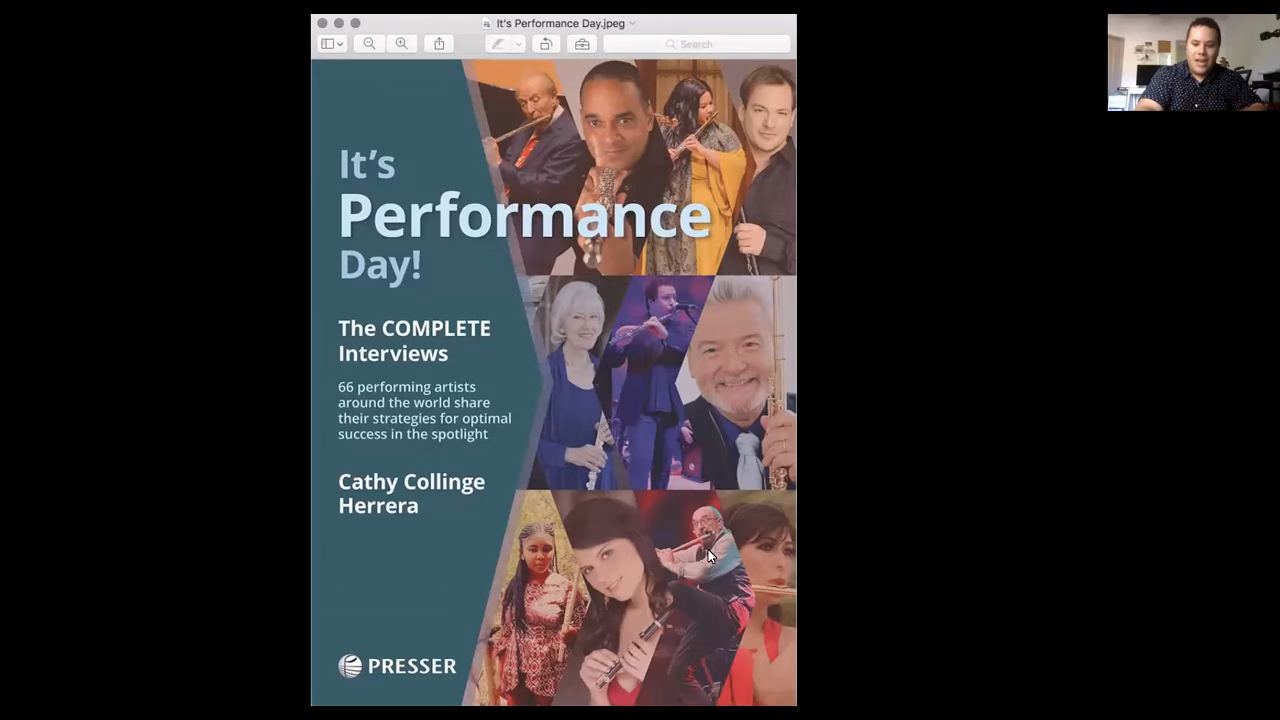 It's Performance Day.jpeg
Search
It's
Performance
Day!
The COMPLETE
Interviews
66 performing artists
around the world share
their strategies for optimal
success in the spotlight
Cathy Collinge
Herrera
PRESSER